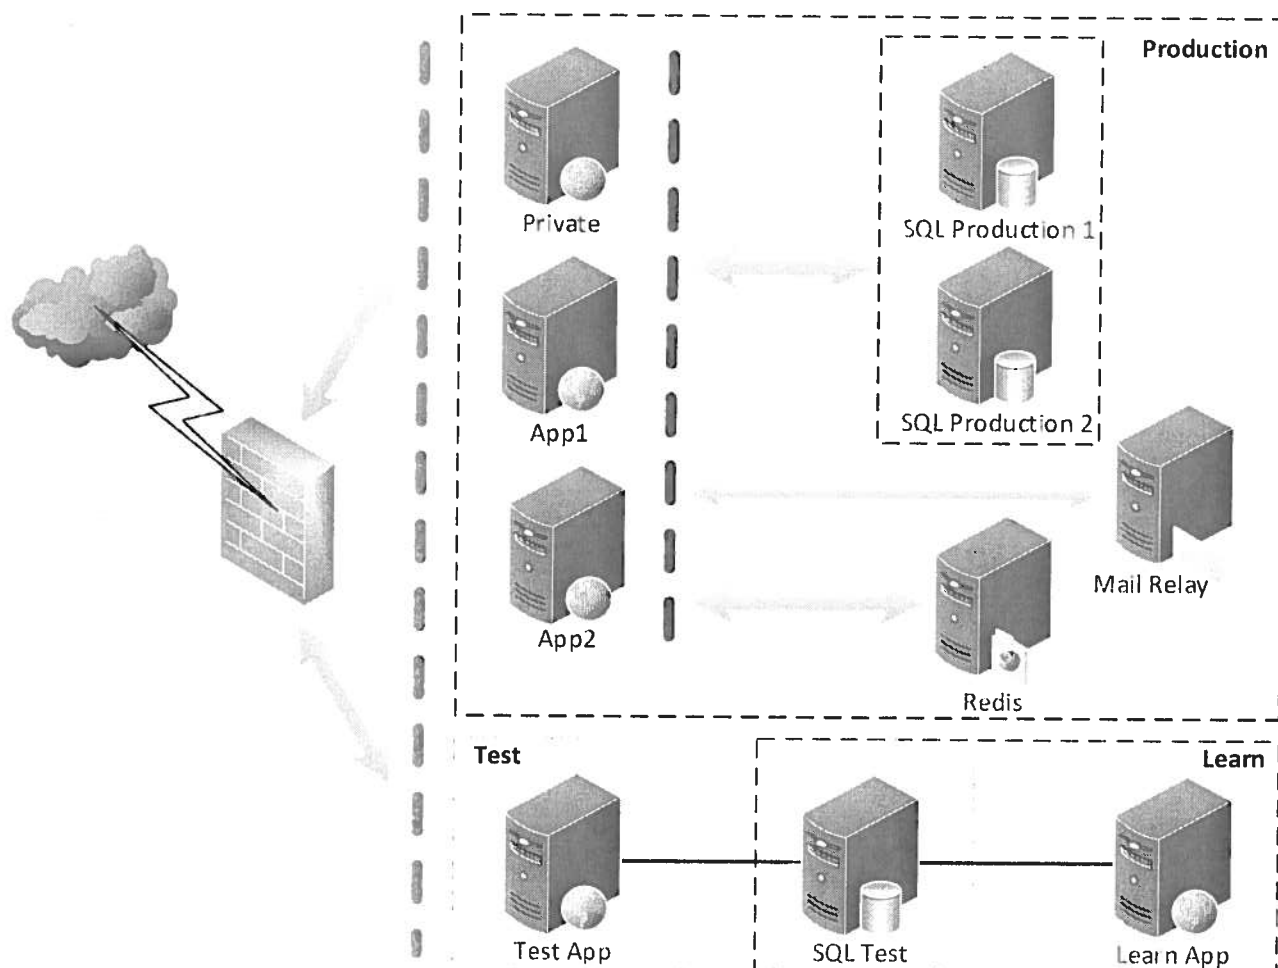 Production
Private
SQL Production 1
App1
SQL Production 2
App2
Mail Relay
Redis
Test
Learn
Test App
SQL Test
Learn App